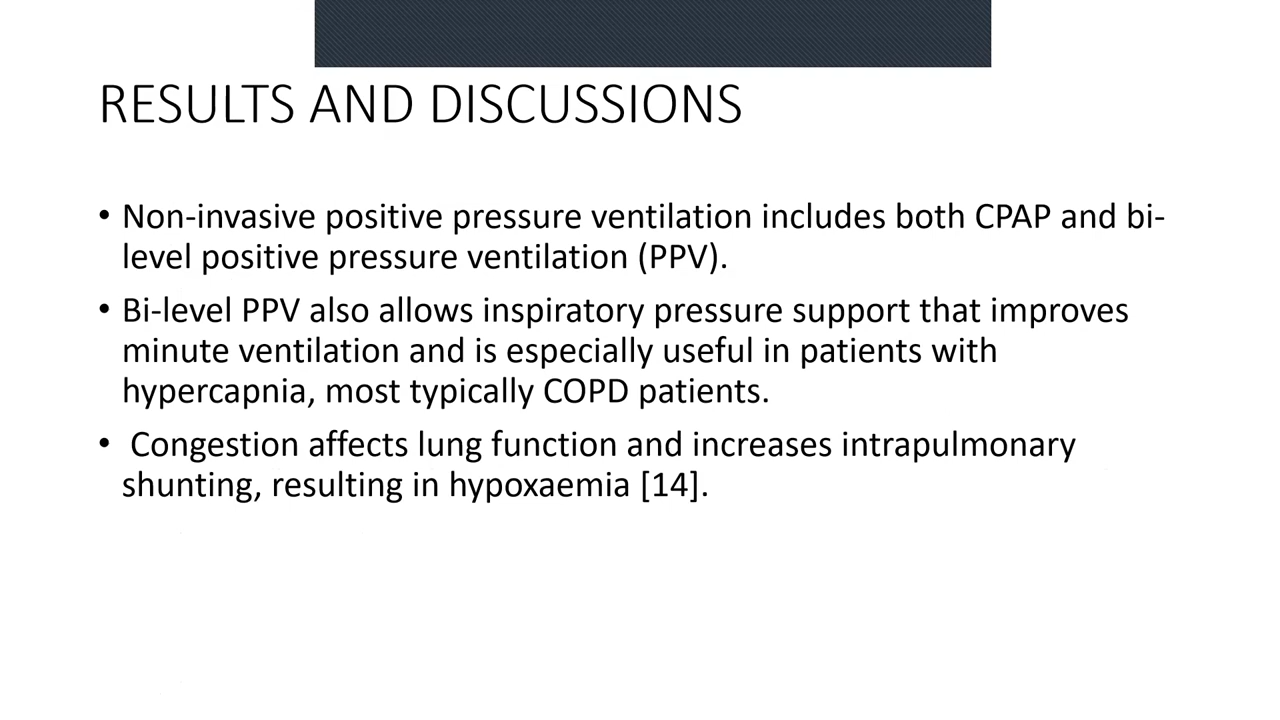 RESULTS AND DISCUSSIONS
• Non-invasive positive pressure ventilation includes both CPAP and bi-
level positive pressure ventilation (PPV).
• Bi-level PPV also allows inspiratory pressure support that improves
minute ventilation and is especially useful in patients with
hypercapnia, most typically COPD patients.
• Congestion affects lung function and increases intrapulmonary
shunting, resulting in hypoxaemia [14].